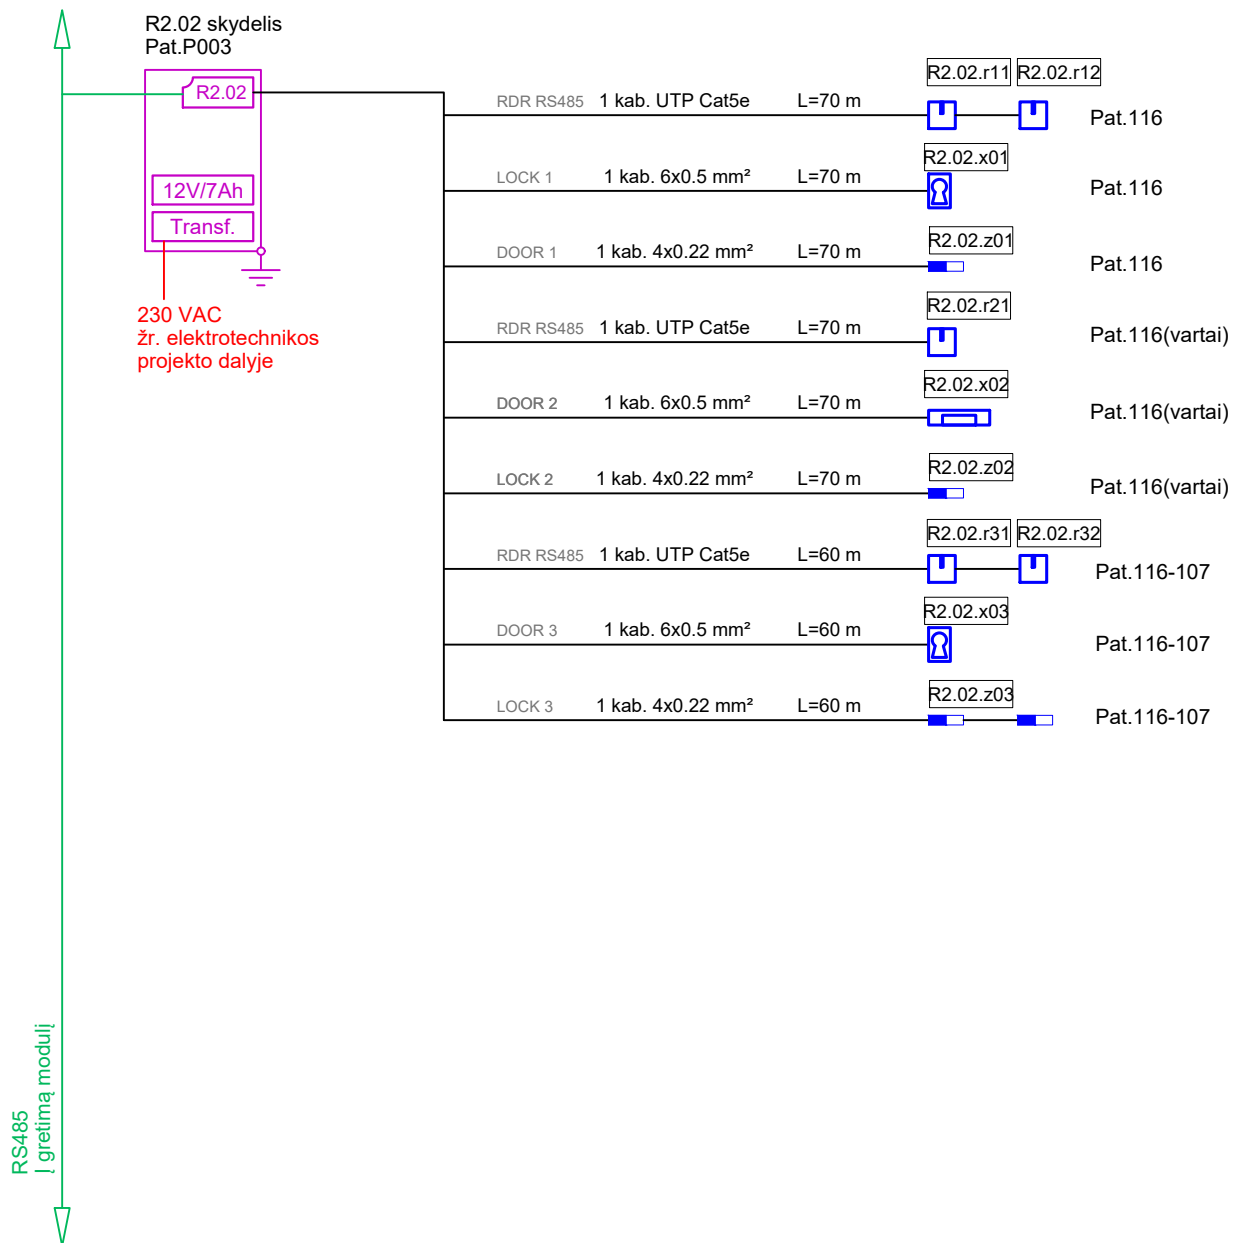 R2.02 skydelis
Pat.P003
R2.02
12V/7Ah
Transf.
230 VAC
žr. elektrotechnikos
projekto dalyje
R2.02.r11 R2.02.r12
RDR RS485 1 kab. UTP Cat5e L=70 m Pat.116
R2.02.x01
LOCK 1 1 kab. 6x0.5 mm² L=70 m Pat.116
R2.02.z01
DOOR 1 1 kab. 4x0.22 mm² L=70 m Pat.116
R2.02.r21
RDR RS485 1 kab. UTP Cat5e L=70 m Pat.116(vartai)
R2.02.x02
DOOR 2 1 kab. 6x0.5 mm² L=70 m Pat.116(vartai)
R2.02.z02
LOCK 2 1 kab. 4x0.22 mm² L=70 m Pat.116(vartai)
R2.02.r31 R2.02.r32
RDR RS485 1 kab. UTP Cat5e L=60 m Pat.116-107
R2.02.x03
DOOR 3 1 kab. 6x0.5 mm² L=60 m Pat.116-107
R2.02.z03
LOCK 3 1 kab. 4x0.22 mm² L=60 m Pat.116-107
RS485
Į gretimą modulį